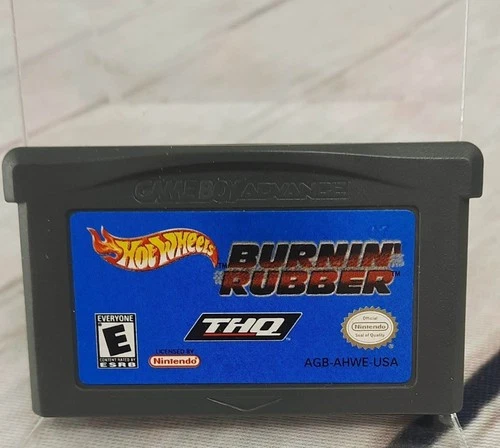 GAME BOY ADVANCE
Hot Wheels
BURNIN'
RUBBER
TM
THQ
EVERYONE
E
CONTENT RATED BY
ESRB
LICENSED BY
Nintendo
Official
Nintendo
Seal of Quality
AGB-AHWE-USA